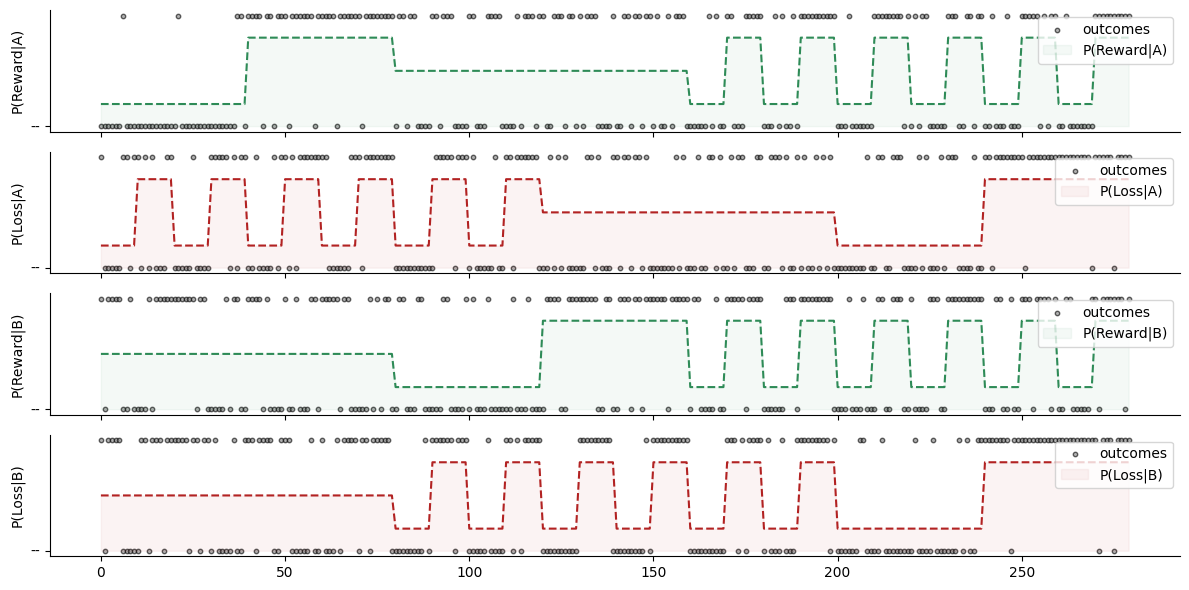 P(Reward|A)
--
outcomes
P(Reward|A)
P(Loss|A)
--
outcomes
P(Loss|A)
P(Reward|B)
--
outcomes
P(Reward|B)
P(Loss|B)
--
outcomes
P(Loss|B)
0 50 100 150 200 250